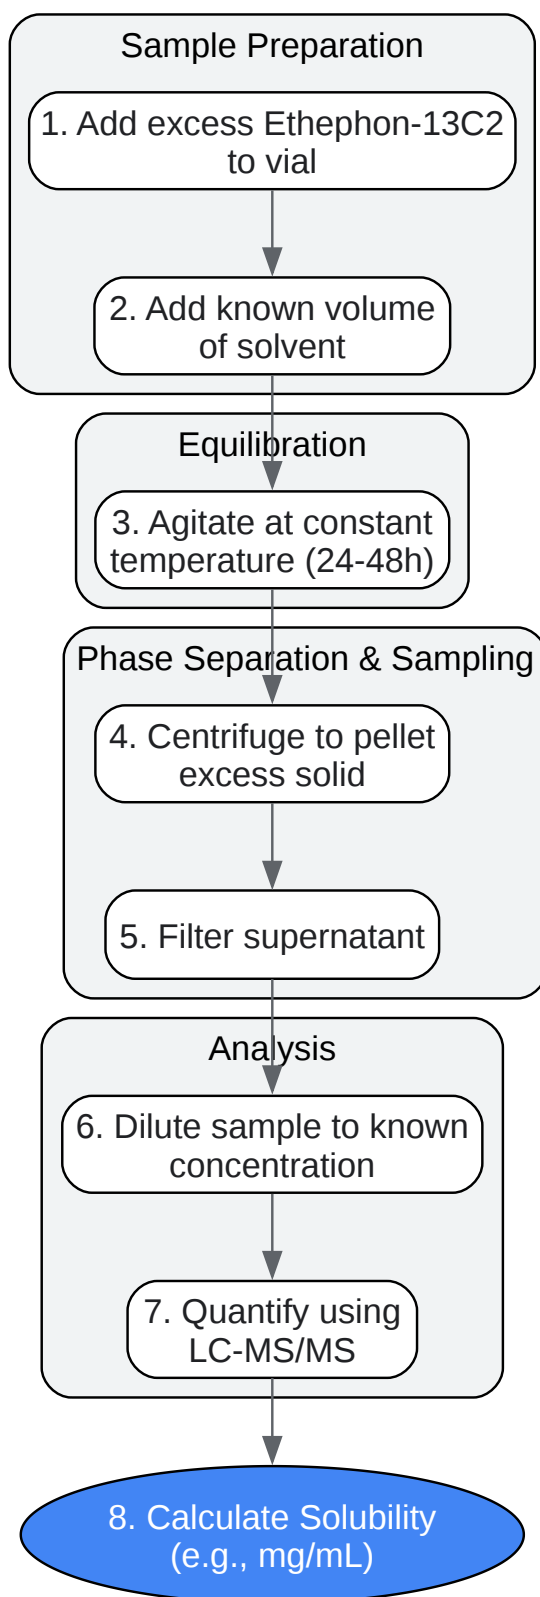 Sample Preparation
1. Add excess Ethephon-13C2
to vial
2. Add known volume
of solvent
Equilibration
3. Agitate at constant
temperature (24-48h)
Phase Separation & Sampling
4. Centrifuge to pellet
excess solid
5. Filter supernatant
Analysis
6. Dilute sample to known
concentration
7. Quantify using
LC-MS/MS
8. Calculate Solubility
(e.g., mg/mL)